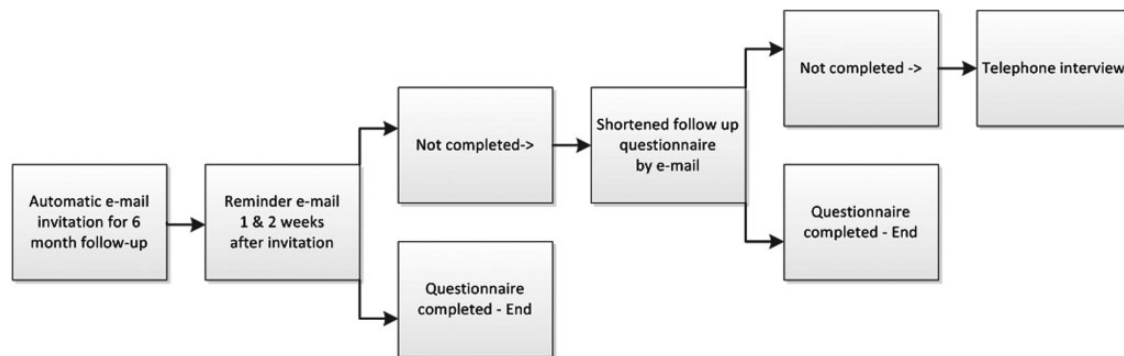 Automatic e-mail
invitation for 6
month follow-up
Reminder e-mail
1 & 2 weeks
after invitation
Not completed->
Questionnaire
completed - End
Shortened follow up
questionnaire
by e-mail
Not completed ->
Questionnaire
completed - End
Telephone interview